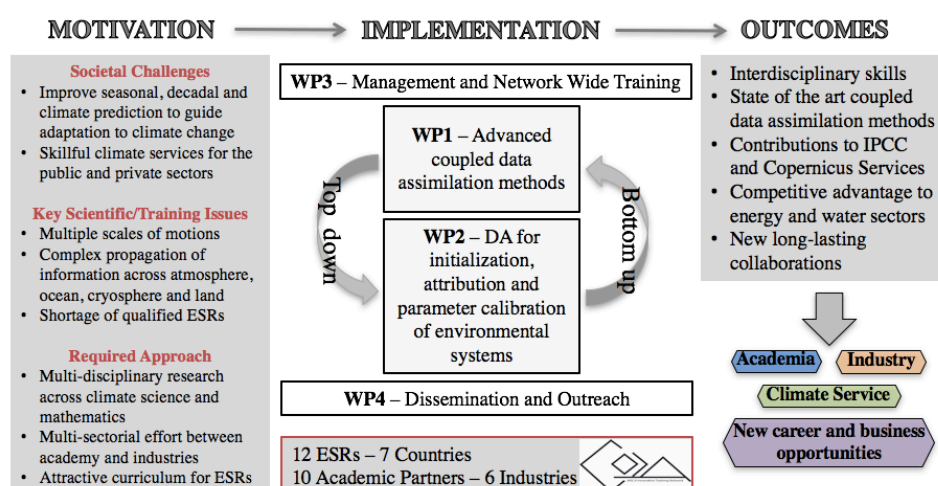 MOTIVATION
IMPLEMENTATION
OUTCOMES
Societal Challenges
• Improve seasonal, decadal and
climate prediction to guide
adaptation to climate change
• Skillful climate services for the
public and private sectors
Key Scientific/Training Issues
• Multiple scales of motions
• Complex propagation of
information across atmosphere,
ocean, cryosphere and land
• Shortage of qualified ESRs
Required Approach
• Multi-disciplinary research
across climate science and
mathematics
• Multi-sectorial effort between
academy and industries
• Attractive curriculum for ESRs
WP3 – Management and Network Wide Training
WP1 – Advanced
coupled data
assimilation methods
Top down
Bottom up
WP2 – DA for
initialization,
attribution and
parameter calibration
of environmental
systems
WP4 – Dissemination and Outreach
12 ESRs – 7 Countries
10 Academic Partners – 6 Industries
• Interdisciplinary skills
• State of the art coupled
data assimilation methods
• Contributions to IPCC
and Copernicus Services
• Competitive advantage to
energy and water sectors
• New long-lasting
collaborations
Academia
Industry
Climate Service
New career and business
opportunities